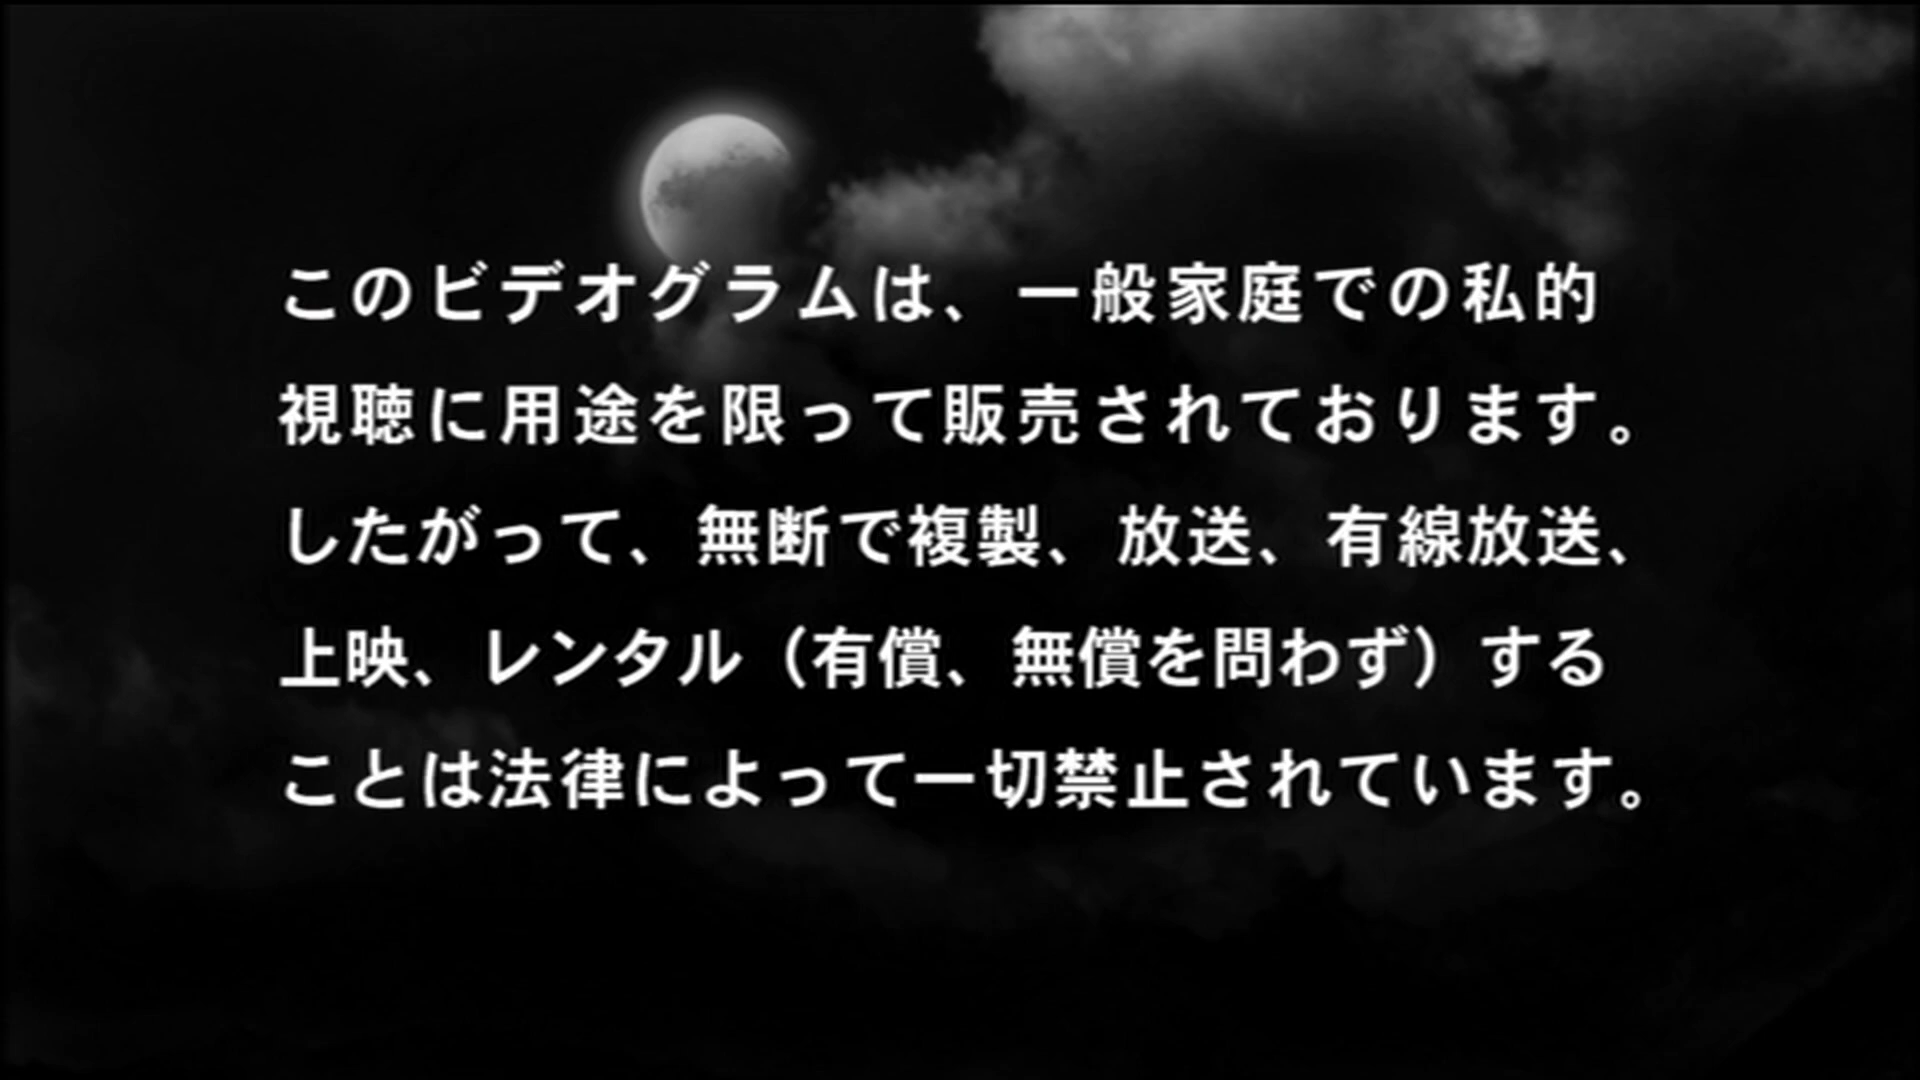 このビデオグラムは、一般家庭での私的
視聴に用途を限って販売されております。
したがって、無断で複製、放送、有線放送、
上映、レンタル（有償、無償を問わず）する
ことは法律によって一切禁止されています。